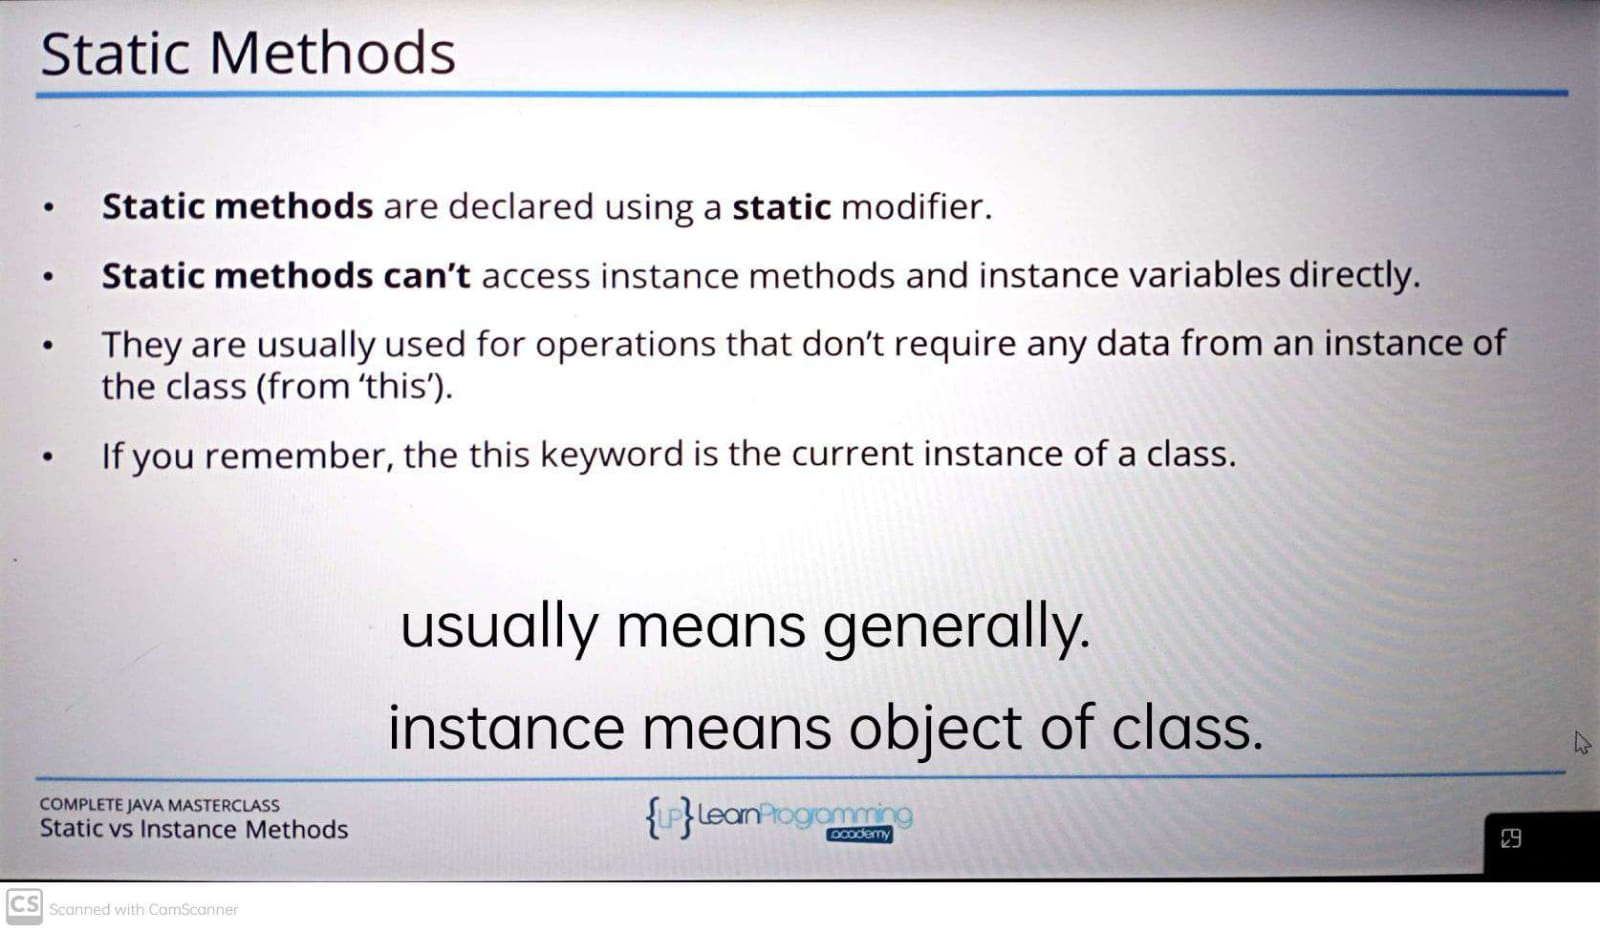 Static Methods
• Static methods are declared using a static modifier.
• Static methods can’t access instance methods and instance variables directly.
• They are usually used for operations that don’t require any data from an instance of
the class (from ‘this’).
• If you remember, the this keyword is the current instance of a class.
usually means generally.
instance means object of class.
COMPLETE JAVA MASTERCLASS
Static vs Instance Methods
{LP} LearnProgramming
academy
CS Scanned with CamScanner